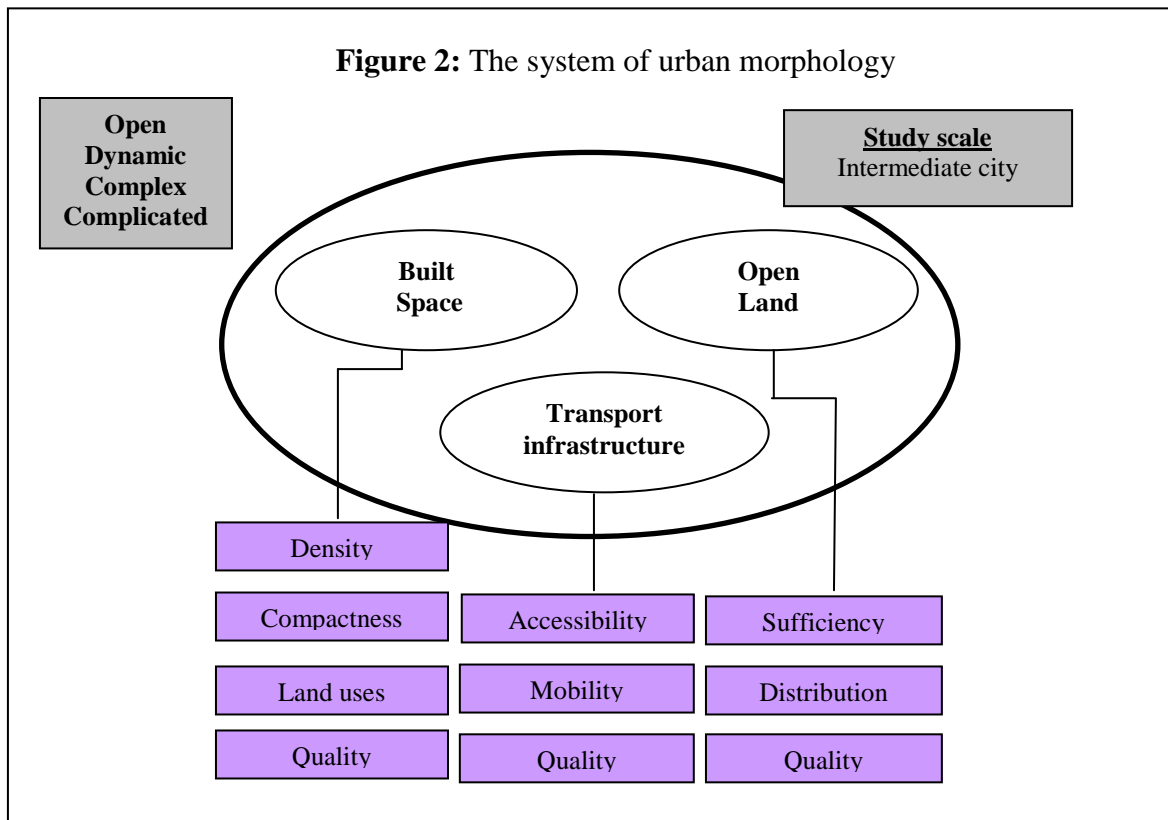 Figure 2: The system of urban morphology
Open
Dynamic
Complex
Complicated
Study scale
Intermediate city
Built
Space
Open
Land
Transport
infrastructure
Density
Compactness
Accessibility
Sufficiency
Land uses
Mobility
Distribution
Quality
Quality
Quality